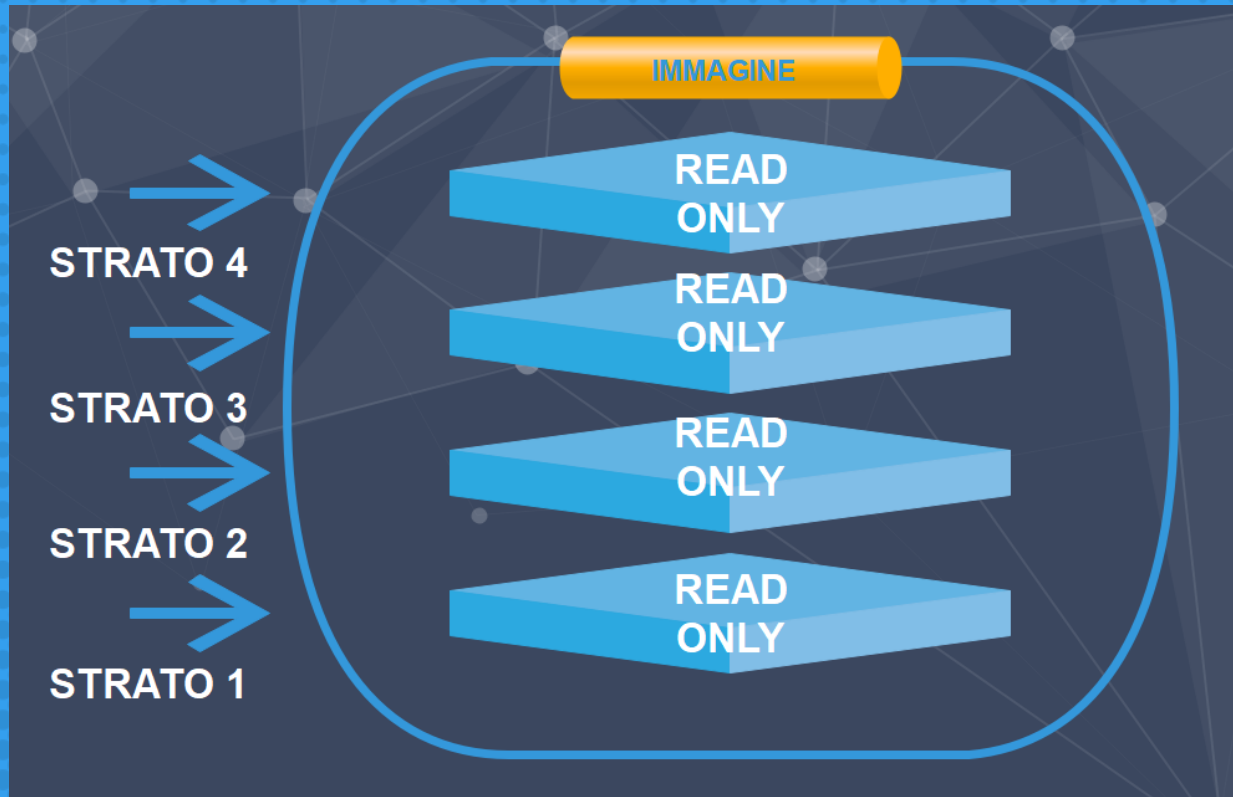 IMMAGINE
READ
ONLY
STRATO 4
READ
ONLY
STRATO 3
READ
ONLY
STRATO 2
READ
ONLY
STRATO 1